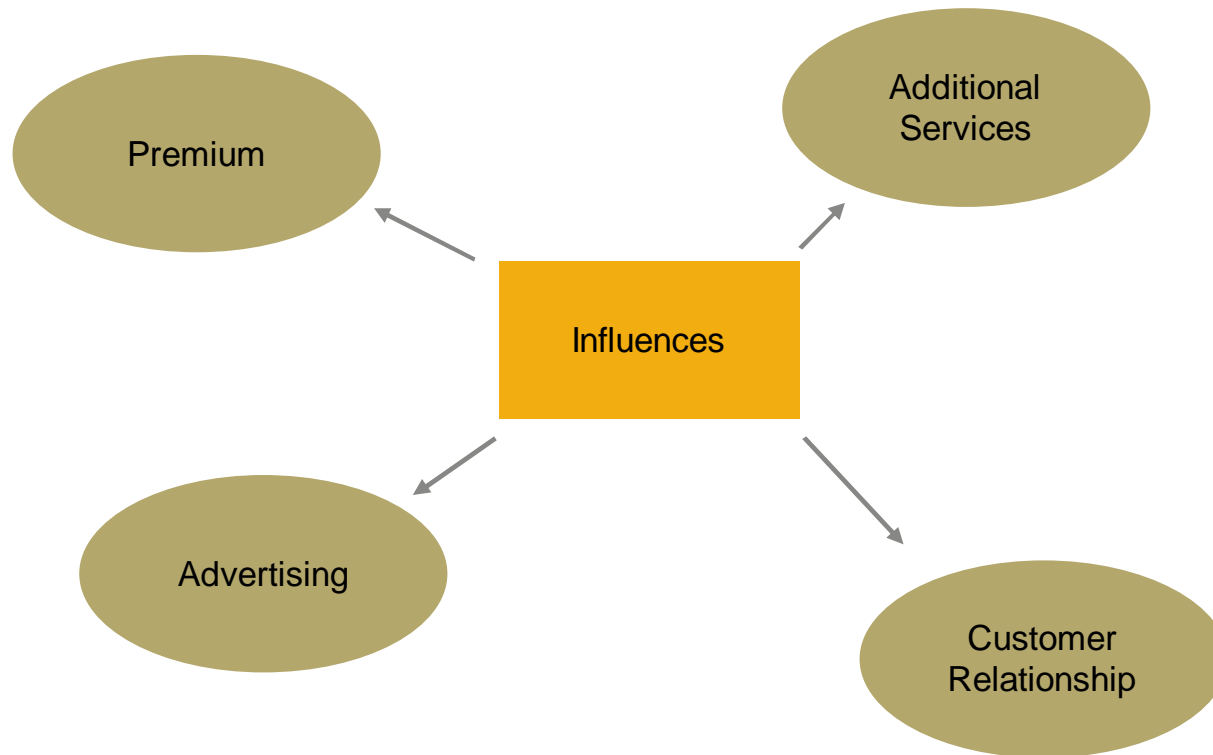 Additional
Services
Premium
Influences
Advertising
Customer
Relationship